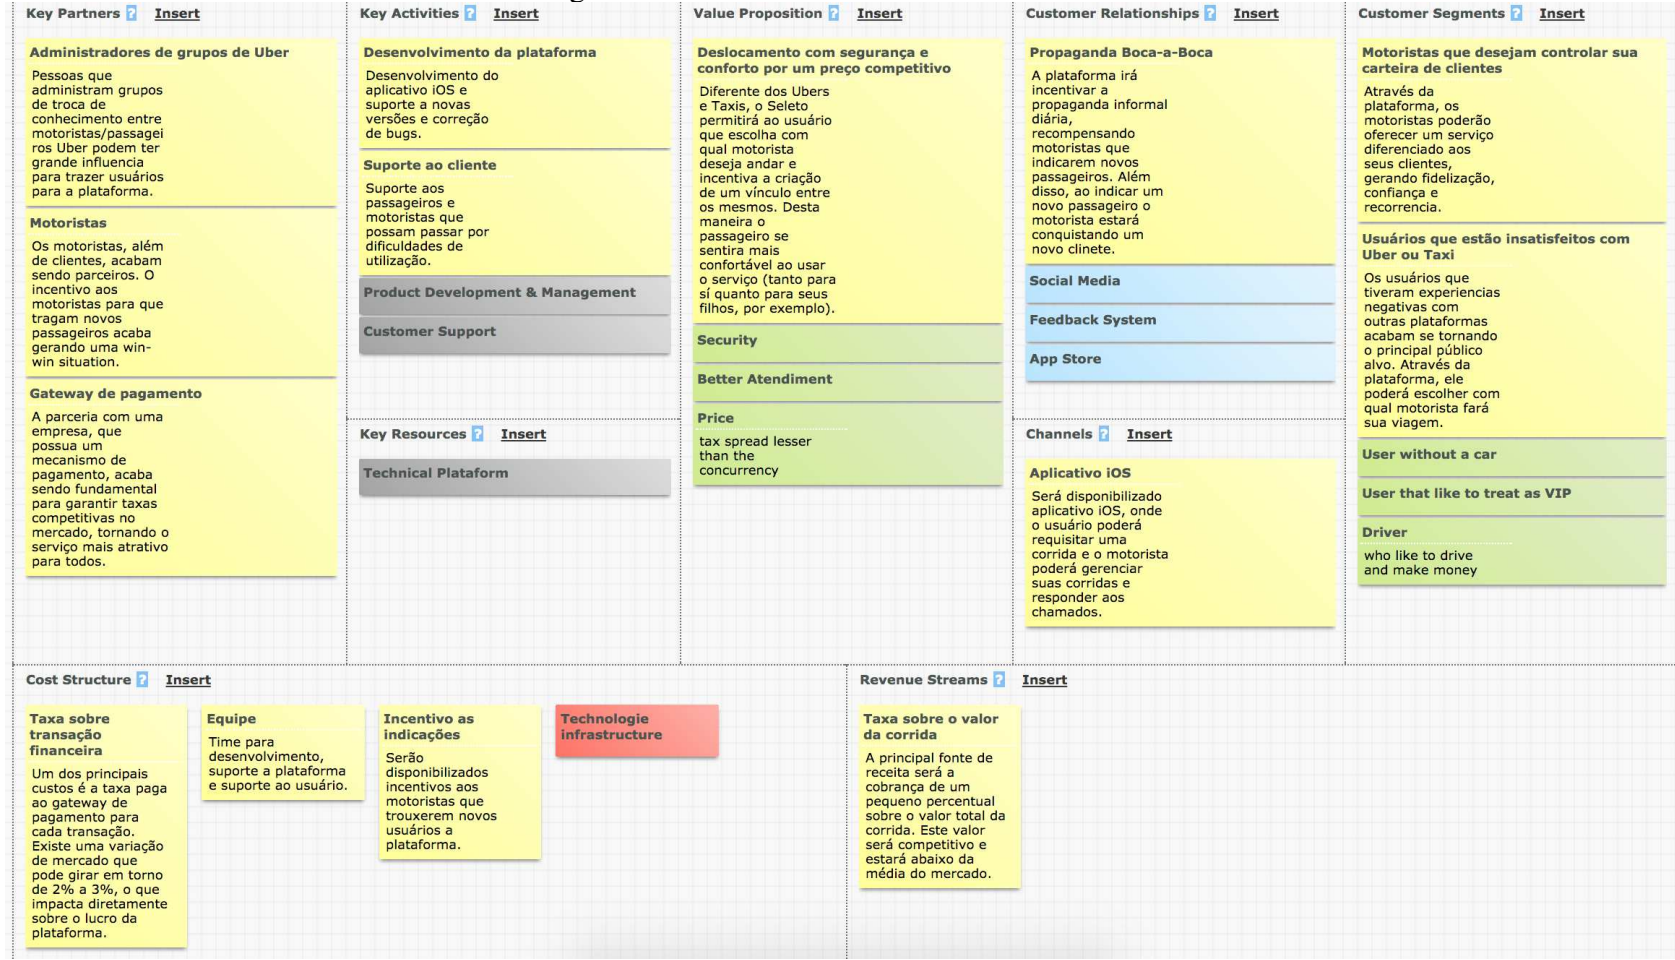 Key Partners ? Insert
Administradores de grupos de Uber
Pessoas que
administram grupos
de troca de
conhecimento entre
motoristas/passagei
ros Uber podem ter
grande influencia
para trazer usuários
para a plataforma.
Motoristas
Os motoristas, além
de clientes, acabam
sendo parceiros. O
incentivo aos
motoristas para que
tragam novos
passageiros acaba
gerando uma win-
win situation.
Gateway de pagamento
A parceria com uma
empresa, que
possua um
mecanismo de
pagamento, acaba
sendo fundamental
para garantir taxas
competitivas no
mercado, tornando o
serviço mais atrativo
para todos.
Key Activities ? Insert
Desenvolvimento da plataforma
Desenvolvimento do
aplicativo iOS e
suporte a novas
versões e correção
de bugs.
Suporte ao cliente
Suporte aos
passageiros e
motoristas que
possam passar por
dificuldades de
utilização.
Product Development & Management
Customer Support
Key Resources ? Insert
Technical Plataform
Value Proposition ? Insert
Deslocamento com segurança e
conforto por um preço competitivo
Diferente dos Ubers
e Taxis, o Seleto
permitirá ao usuário
que escolha com
qual motorista
deseja andar e
incentiva a criação
de um vínculo entre
os mesmos. Desta
maneira o
passageiro se
sentira mais
confortável ao usar
o serviço (tanto para
sí quanto para seus
filhos, por exemplo).
Security
Better Atendiment
Price
tax spread lesser
than the
concurrency
Customer Relationships ? Insert
Propaganda Boca-a-Boca
A plataforma irá
incentivar a
propaganda informal
diária,
recompensando
motoristas que
indicarem novos
passageiros. Além
disso, ao indicar um
novo passageiro o
motorista estará
conquistando um
novo clinete.
Social Media
Feedback System
App Store
Channels ? Insert
Aplicativo iOS
Será disponibilizado
aplicativo iOS, onde
o usuário poderá
requisitar uma
corrida e o motorista
poderá gerenciar
suas corridas e
responder aos
chamados.
Customer Segments ? Insert
Motoristas que desejam controlar sua
carteira de clientes
Através da
plataforma, os
motoristas poderão
oferecer um serviço
diferenciado aos
seus clientes,
gerando fidelização,
confiança e
recorrencia.
Usuários que estão insatisfeitos com
Uber ou Taxi
Os usuários que
tiveram experiencias
negativas com
outras plataformas
acabam se tornando
o principal público
alvo. Através da
plataforma, ele
poderá escolher com
qual motorista fará
sua viagem.
User without a car
User that like to treat as VIP
Driver
who like to drive
and make money
Cost Structure ? Insert
Taxa sobre
transação
financeira
Um dos principais
custos é a taxa paga
ao gateway de
pagamento para
cada transação.
Existe uma variação
de mercado que
pode girar em torno
de 2% a 3%, o que
impacta diretamente
sobre o lucro da
plataforma.
Equipe
Time para
desenvolvimento,
suporte a plataforma
e suporte ao usuário.
Incentivo as
indicações
Serão
disponibilizados
incentivos aos
motoristas que
trouxerem novos
usuários a
plataforma.
Technologie
infrastructure
Revenue Streams ? Insert
Taxa sobre o valor
da corrida
A principal fonte de
receita será a
cobrança de um
pequeno percentual
sobre o valor total da
corrida. Este valor
será competitivo e
estará abaixo da
média do mercado.